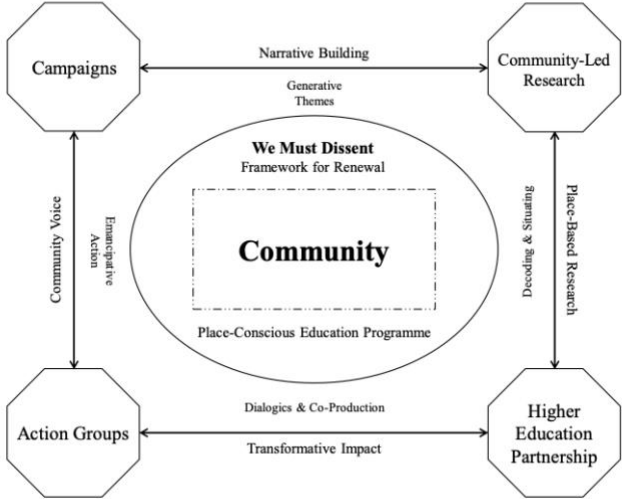 Narrative Building
Campaigns
Community-Led
Research
Generative
Themes
We Must Dissent
Framework for Renewal
Community Voice
Emancipative
Action
Community
Decoding & Situating
Place-Based Research
Place-Conscious Education Programme
Action Groups
Dialogics & Co-Production
Transformative Impact
Higher
Education
Partnership